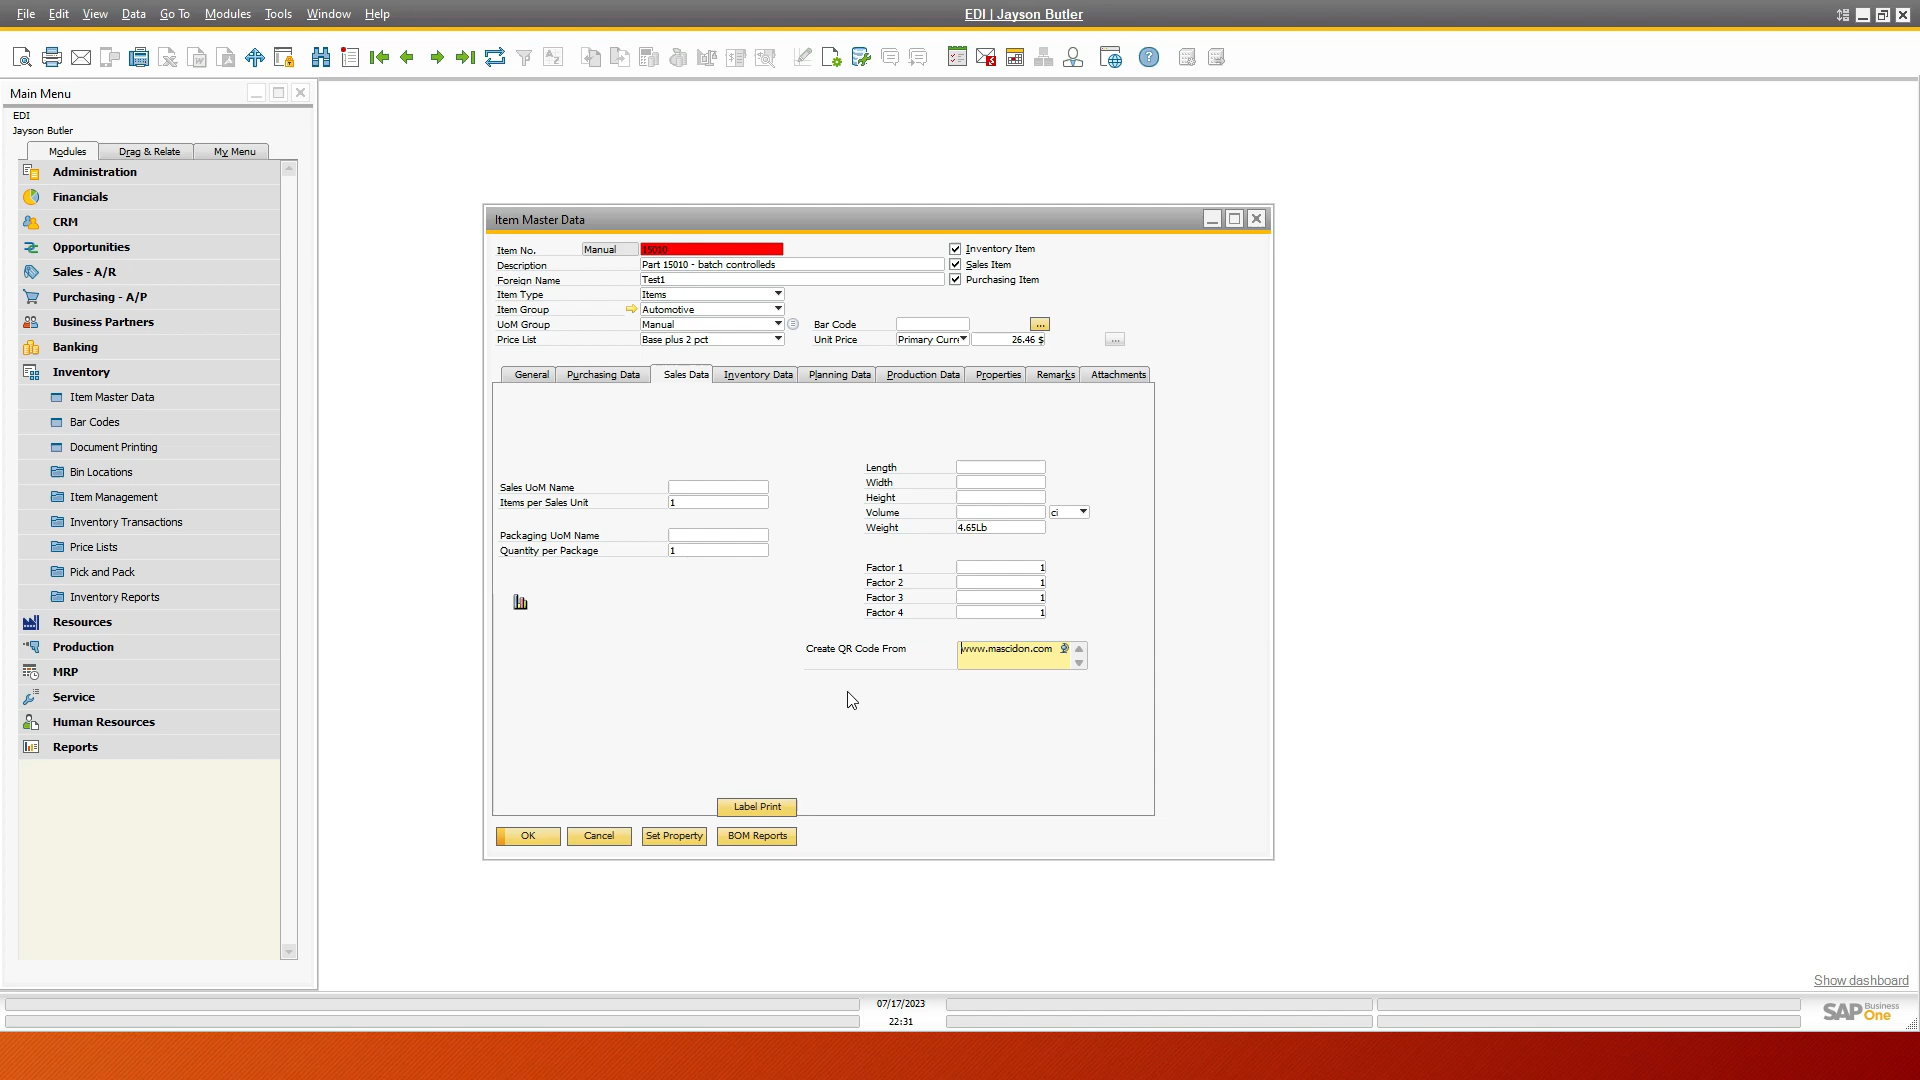 File Edit View Data Go To Modules Tools Window Help
EDI | Jayson Butler
Main Menu
EDI
Jayson Butler
Modules Drag & Relate My Menu
Administration
Financials
CRM
Opportunities
Sales - A/R
Purchasing - A/P
Business Partners
Banking
Inventory
Item Master Data
Bar Codes
Document Printing
Bin Locations
Item Management
Inventory Transactions
Price Lists
Pick and Pack
Inventory Reports
Resources
Production
MRP
Service
Human Resources
Reports
Item Master Data
Item No. Manual 15010
Description Part 15010 - batch controlleds
Foreign Name Test1
Item Type Items
Item Group Automotive
UoM Group Manual
Price List Base plus 2 pct
Inventory Item
Sales Item
Purchasing Item
Bar Code ...
Unit Price Primary Curre 26.46 $ ...
General Purchasing Data Sales Data Inventory Data Planning Data Production Data Properties Remarks Attachments
Sales UoM Name
Items per Sales Unit 1
Packaging UoM Name
Quantity per Package 1
Length
Width
Height
Volume ci
Weight 4.65Lb
Factor 1 1
Factor 2 1
Factor 3 1
Factor 4 1
Create QR Code From www.mascidon.com
Label Print
OK Cancel Set Property BOM Reports
Show dashboard
07/17/2023
22:31
SAP Business One